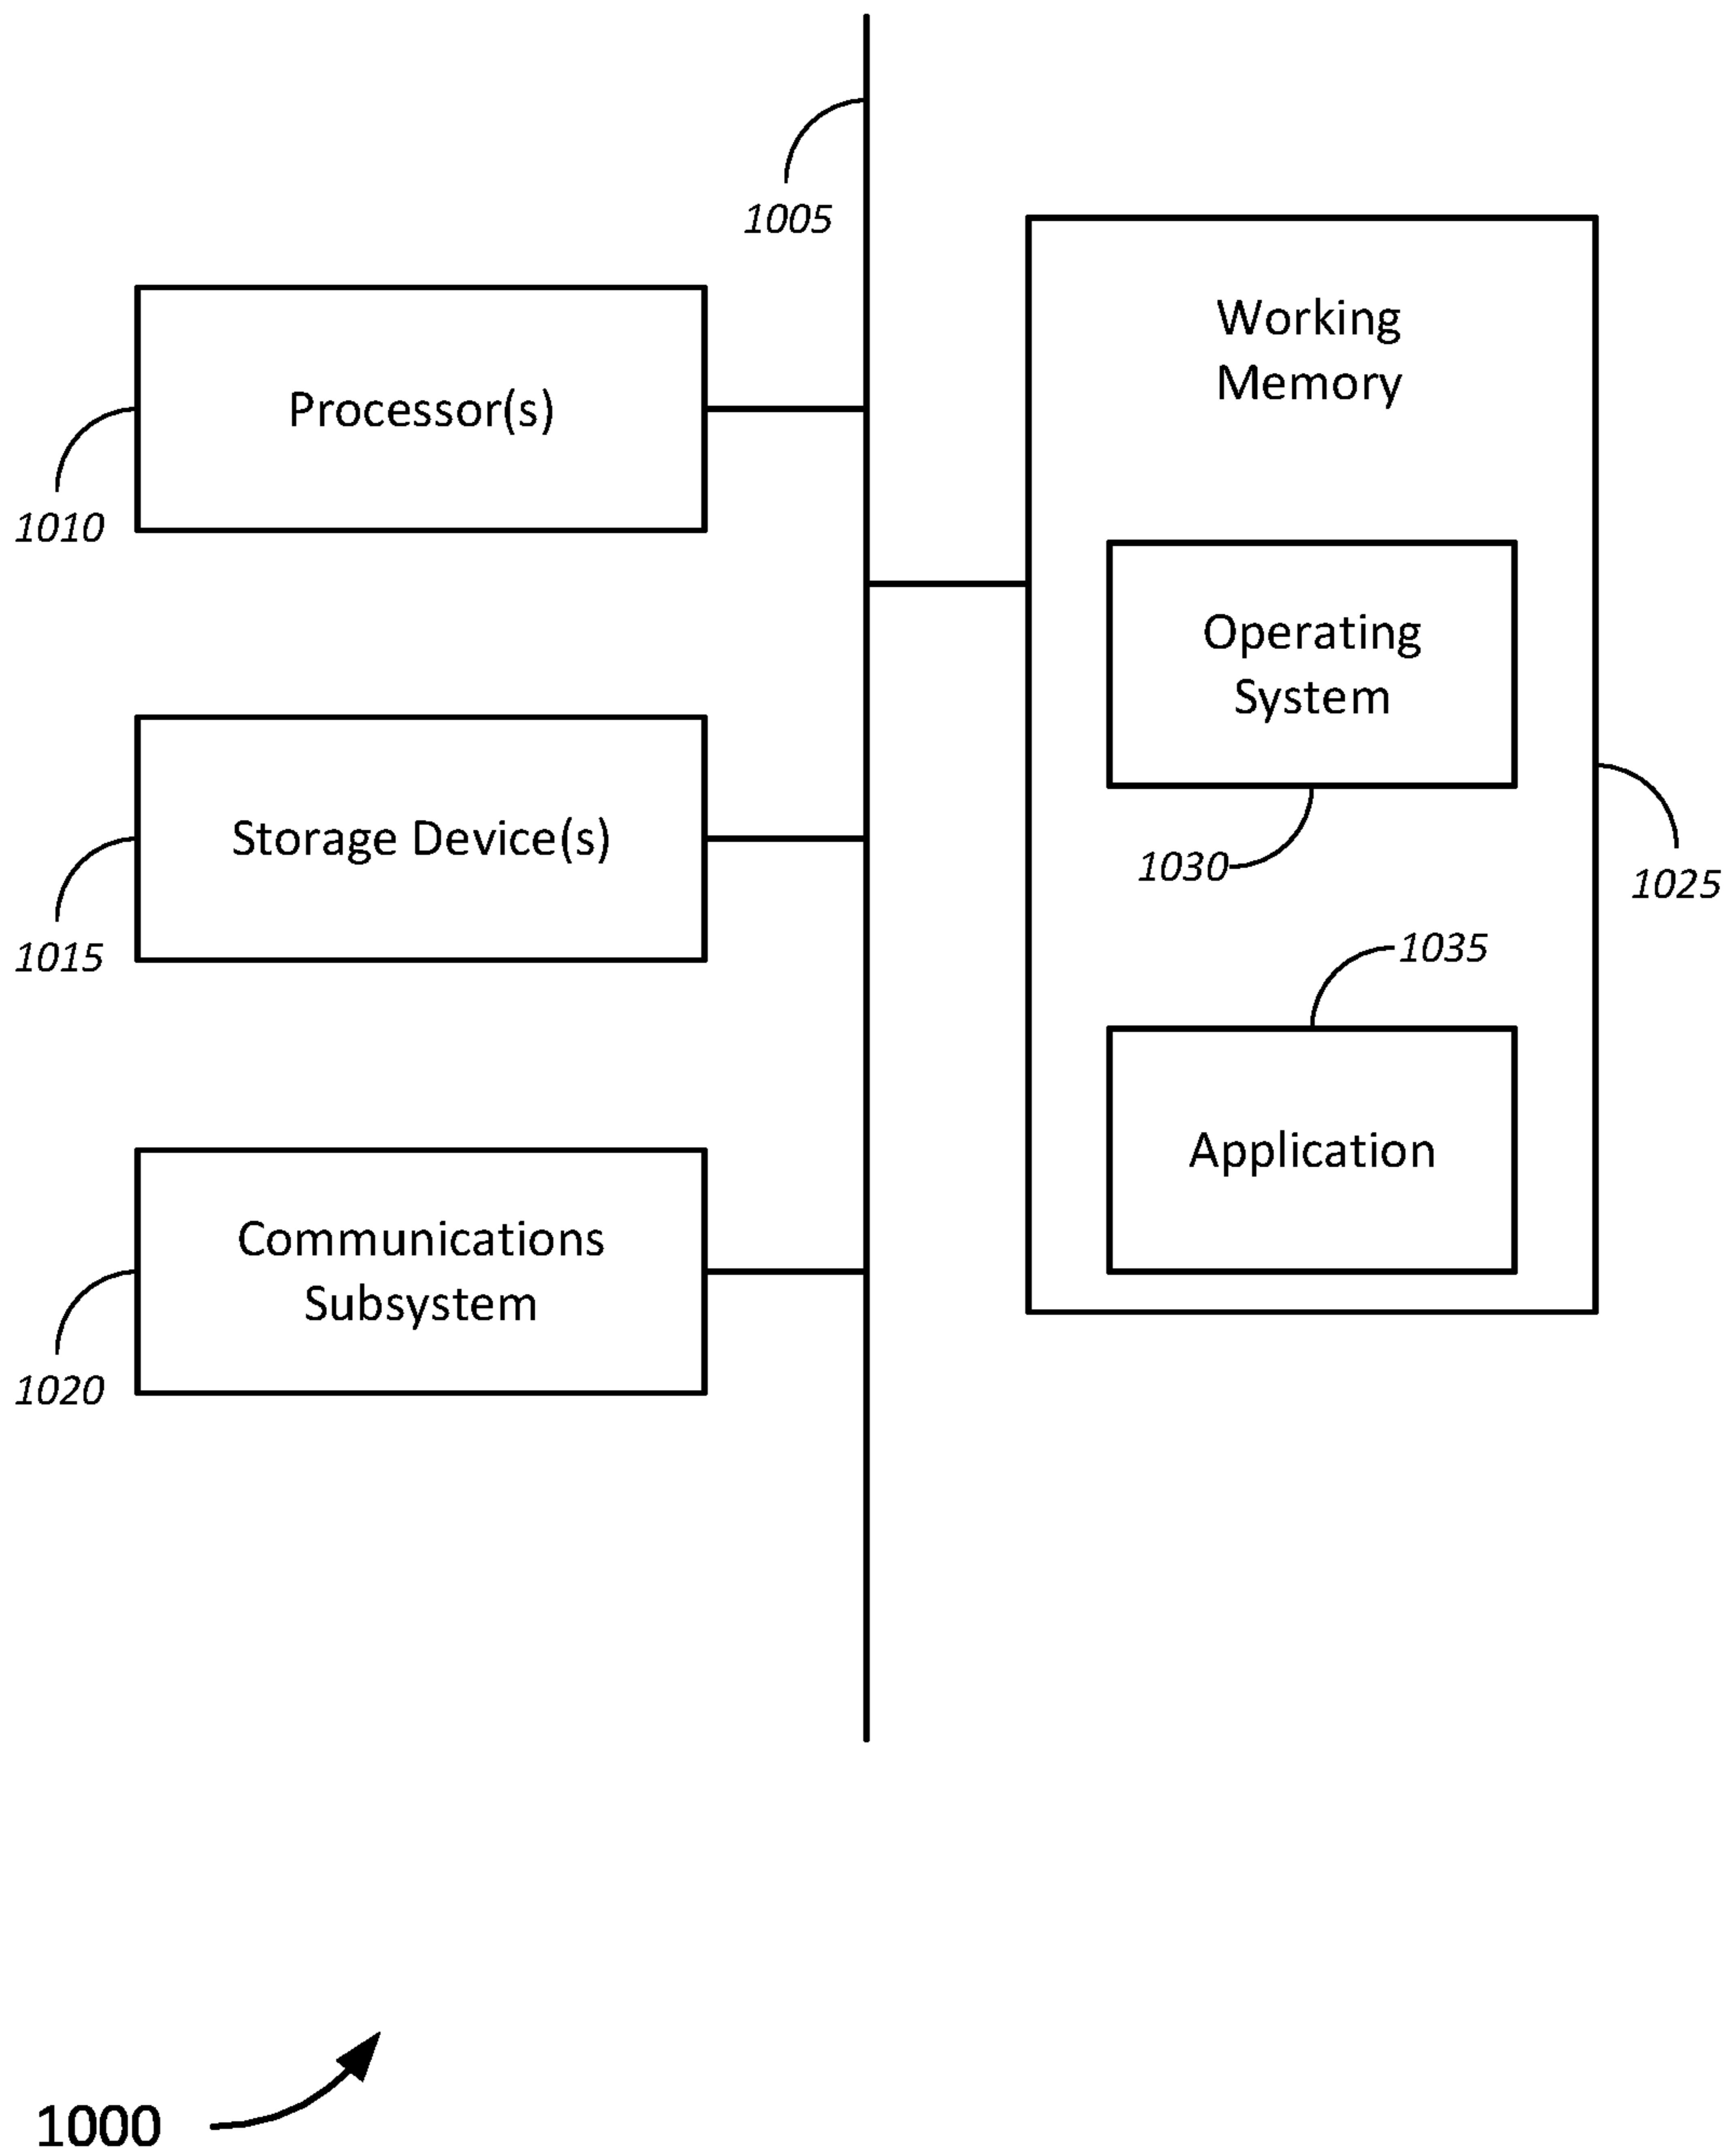 1005
Working
Memory
Processor(s)
1010
Operating
System
Storage Device(s)
1030
1025
1015
1035
Application
Communications
Subsystem
1020
1000